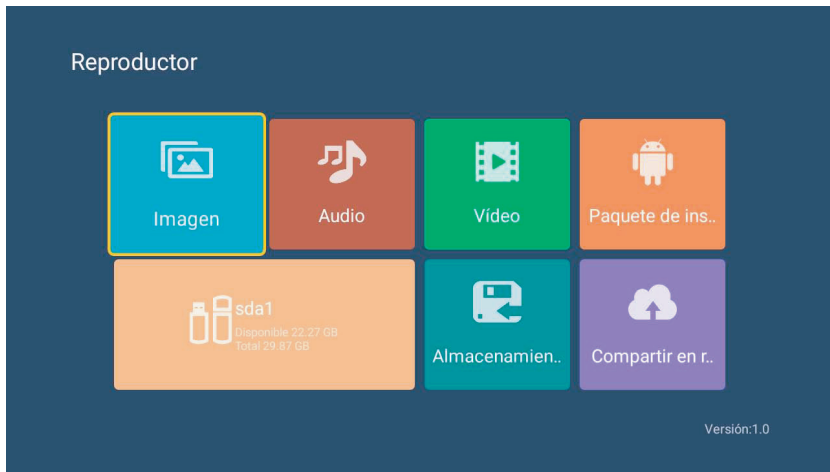 Reproductor
Imagen
Audio
Vídeo
Paquete de ins..
sda1
Disponible 22.27 GB
Total 29.87 GB
Almacenamien..
Compartir en r..
Versión:1.0